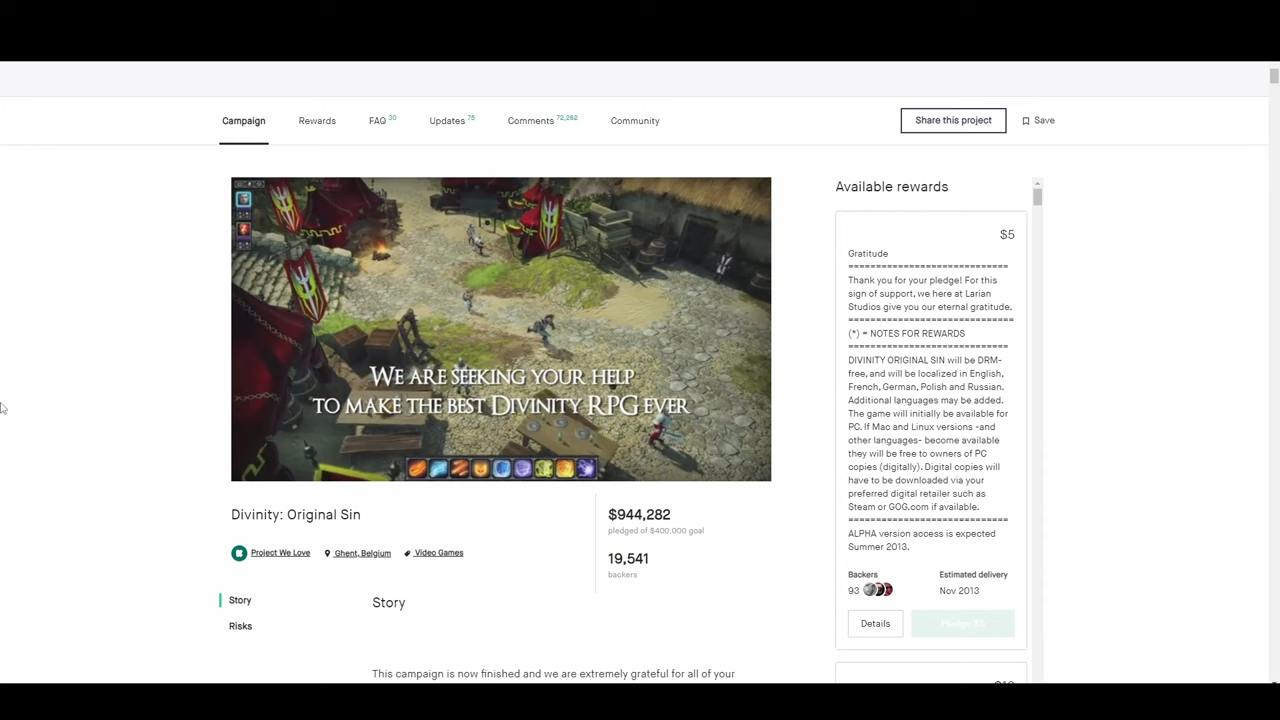 Campaign
Rewards
FAQ 30
Updates 75
Comments 72,262
Community
Share this project
Save
WE ARE SEEKING YOUR HELP
TO MAKE THE BEST DIVINITY RPG EVER
Divinity: Original Sin
Project We Love
Ghent, Belgium
Video Games
$944,282
pledged of $400,000 goal
19,541
backers
Story
Risks
Story
This campaign is now finished and we are extremely grateful for all of your
Available rewards
$5
Gratitude
============================
Thank you for your pledge! For this
sign of support, we here at Larian
Studios give you our eternal gratitude.
=============================
(*) = NOTES FOR REWARDS
============================
DIVINITY ORIGINAL SIN will be DRM-
free, and will be localized in English,
French, German, Polish and Russian.
Additional languages may be added.
The game will initially be available for
PC. If Mac and Linux versions -and
other languages- become available
they will be free to owners of PC
copies (digitally). Digital copies will
have to be downloaded via your
preferred digital retailer such as
Steam or GOG.com if available.
============================
ALPHA version access is expected
Summer 2013.
Backers
93
Estimated delivery
Nov 2013
Details
Pledge $5